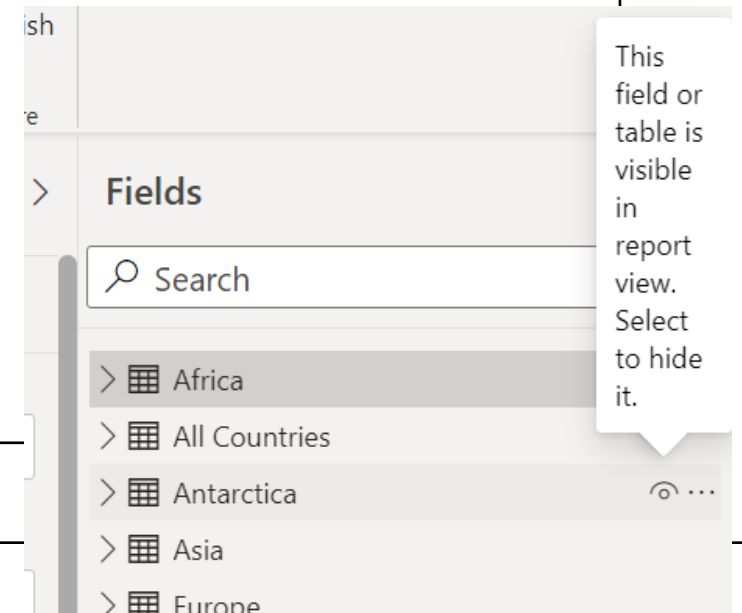 ish
re
This
field or
table is
visible
in
report
view.
Select
to hide
it.
Fields
Search
Africa
All Countries
Antarctica
Asia
Europe